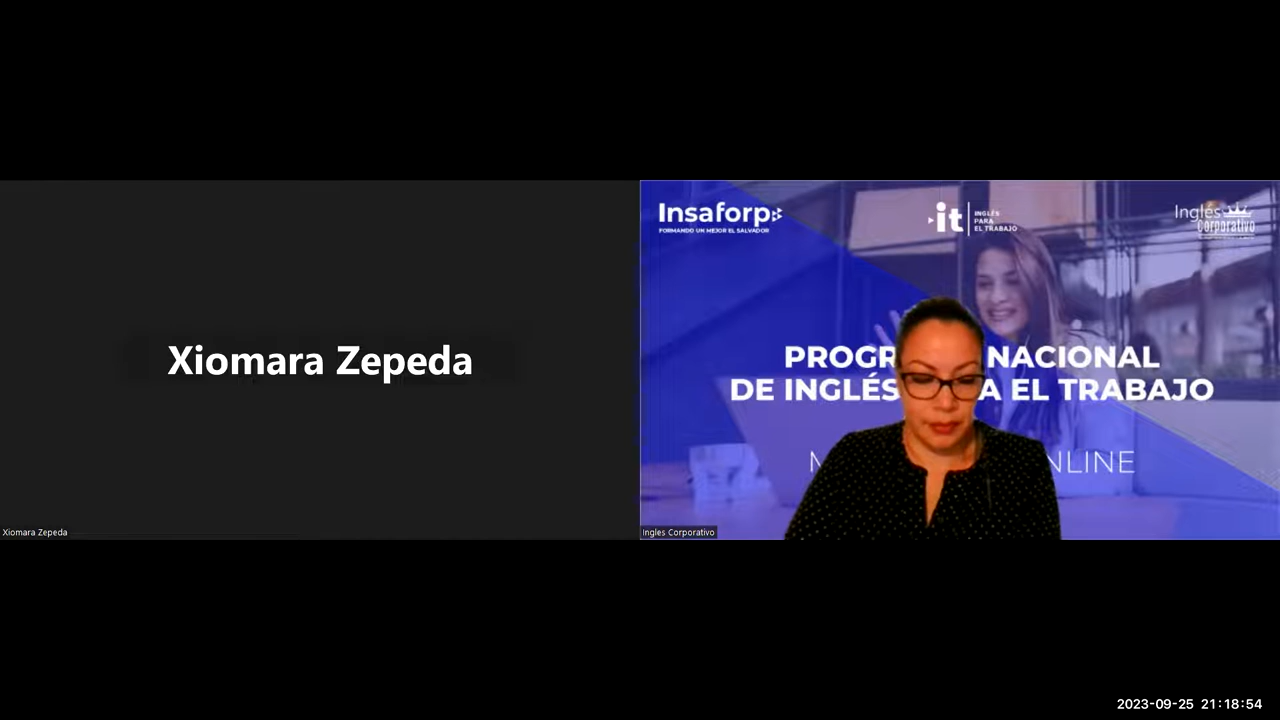 Xiomara Zepeda
Xiomara Zepeda
Insaforp
FORMANDO UN MEJOR EL SALVADOR
it
INGLÉS
PARA
EL TRABAJO
Inglés
Corporativo
PROGR NACIONAL
DE INGLÉS A EL TRABAJO
M NLINE
Ingles Corporativo
2023-09-25 21:18:54